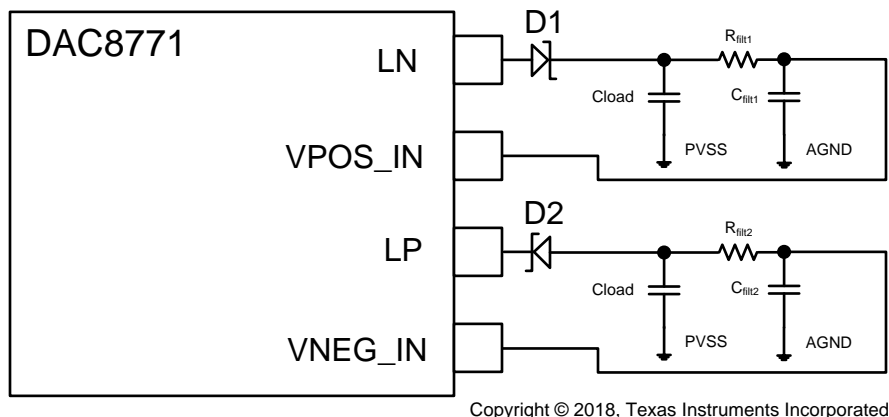 DAC8771
LN
D1
Rfilt1
Cload
Cfilt1
PVSS
AGND
VPOS_IN
LP
D2
Rfilt2
Cload
Cfilt2
PVSS
AGND
VNEG_IN
Copyright © 2018, Texas Instruments Incorporated